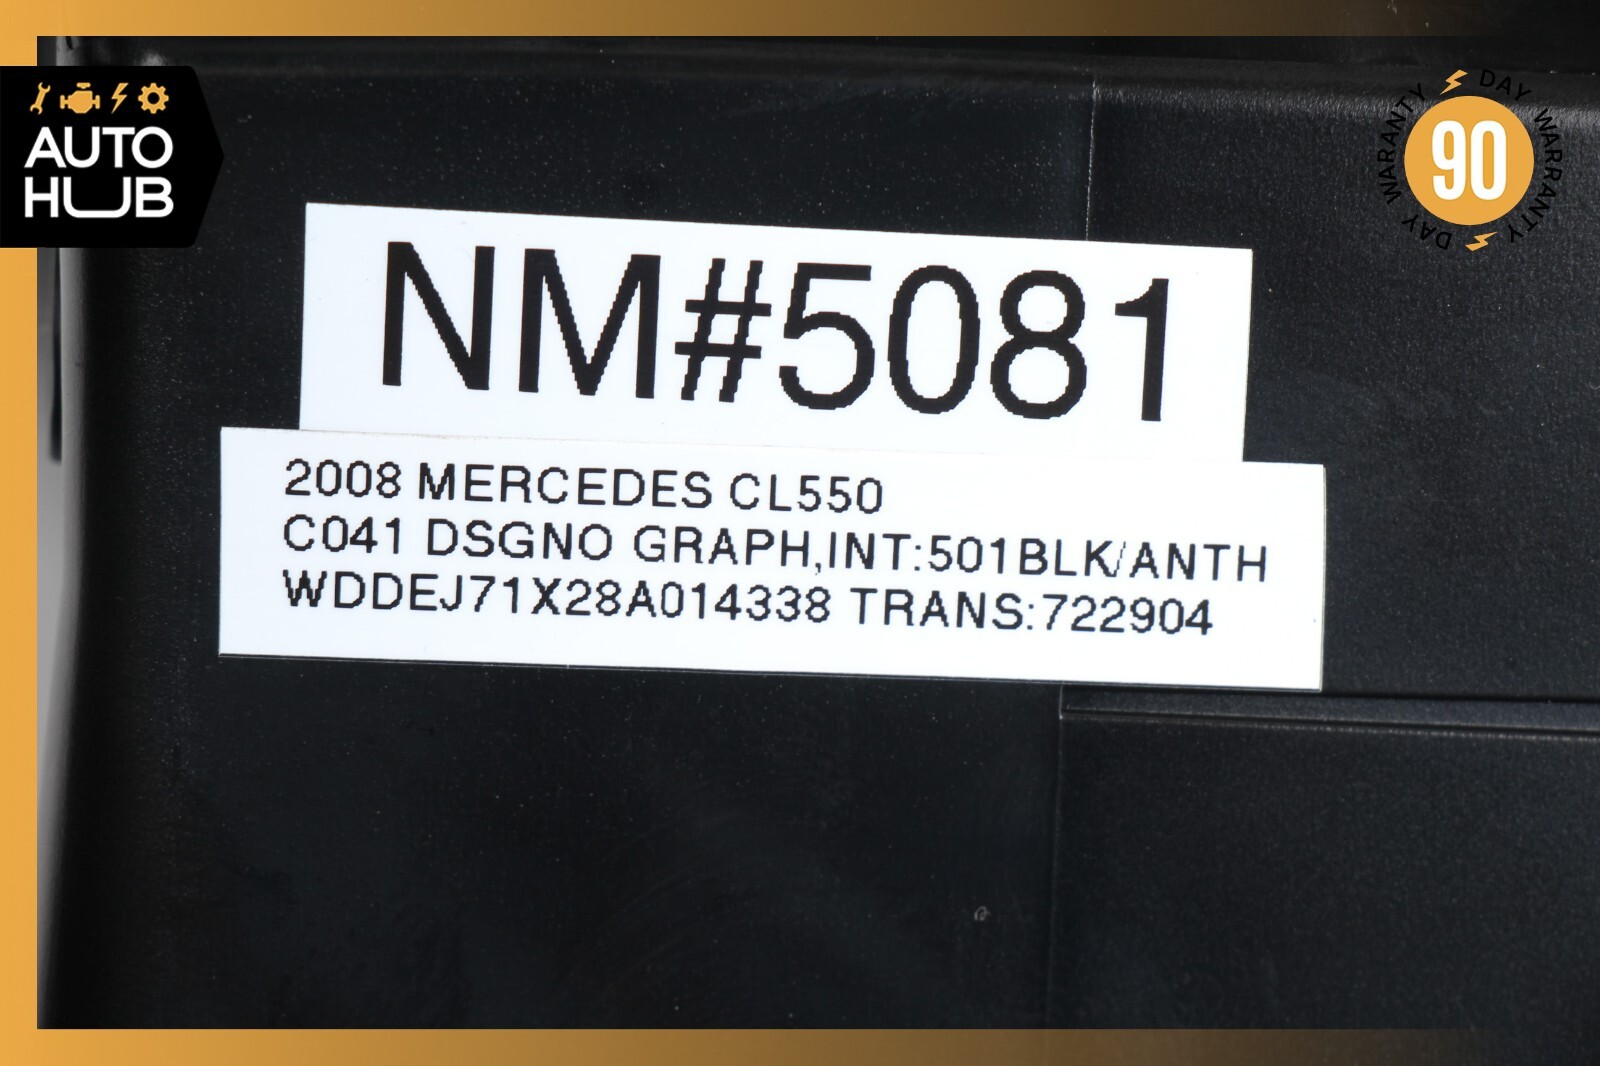 AUTO
HUB
90
DAY WARRANTY
DAY WARRANTY
NM#5081
2008 MERCEDES CL550
C041 DSGNO GRAPH,INT:501BLK/ANTH
WDDEJ71X28A014338 TRANS:722904